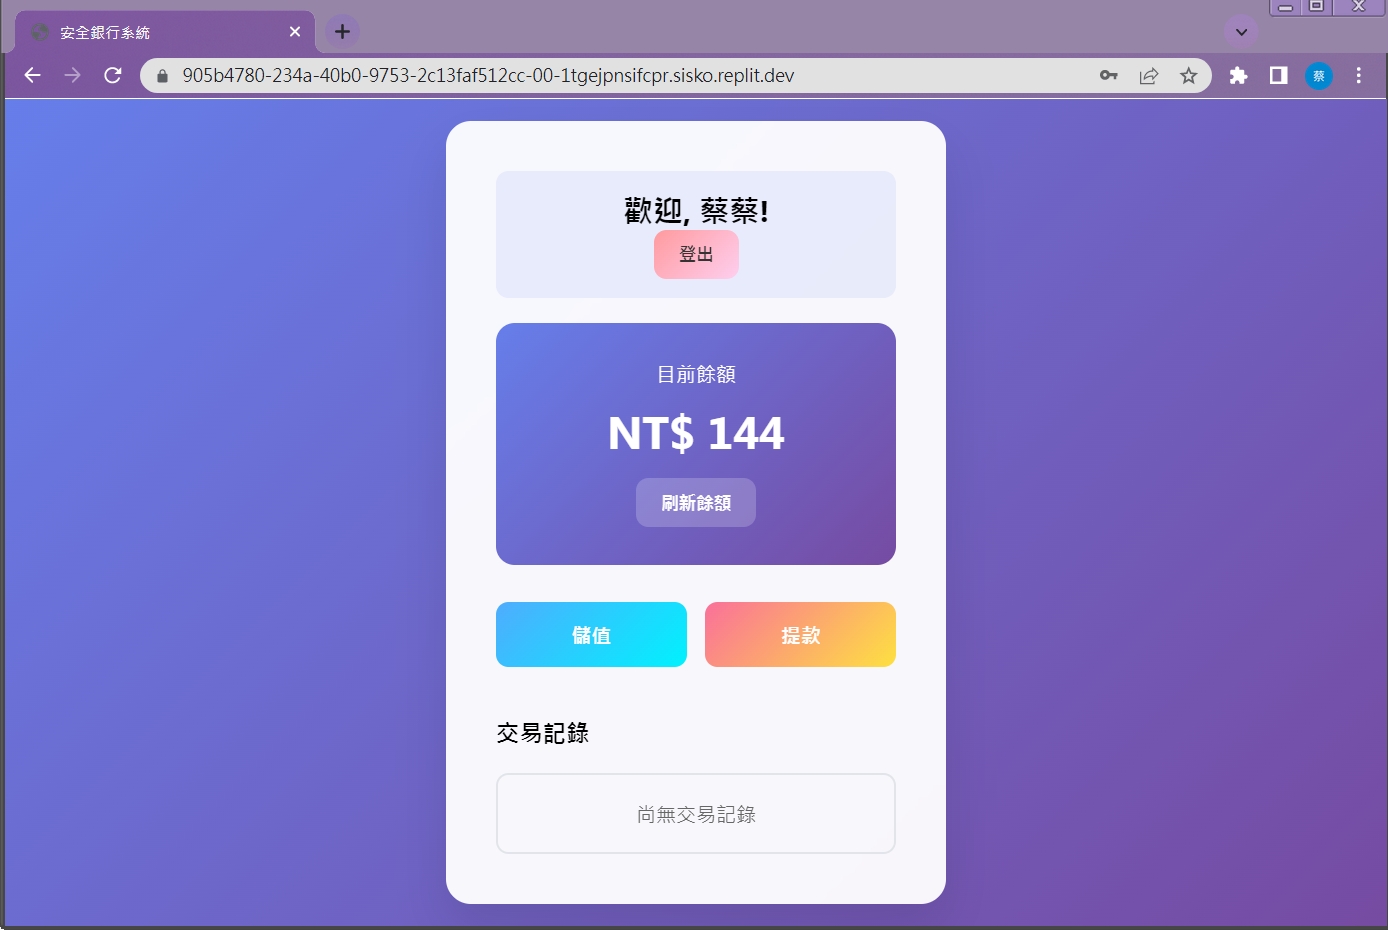 安全銀行系統
905b4780-234a-40b0-9753-2c13faf512cc-00-1tgejpnsifcpr.sisko.replit.dev
蔡
歡迎, 蔡蔡!
登出
目前餘額
NT$ 144
刷新餘額
儲值
提款
交易記錄
尚無交易記錄